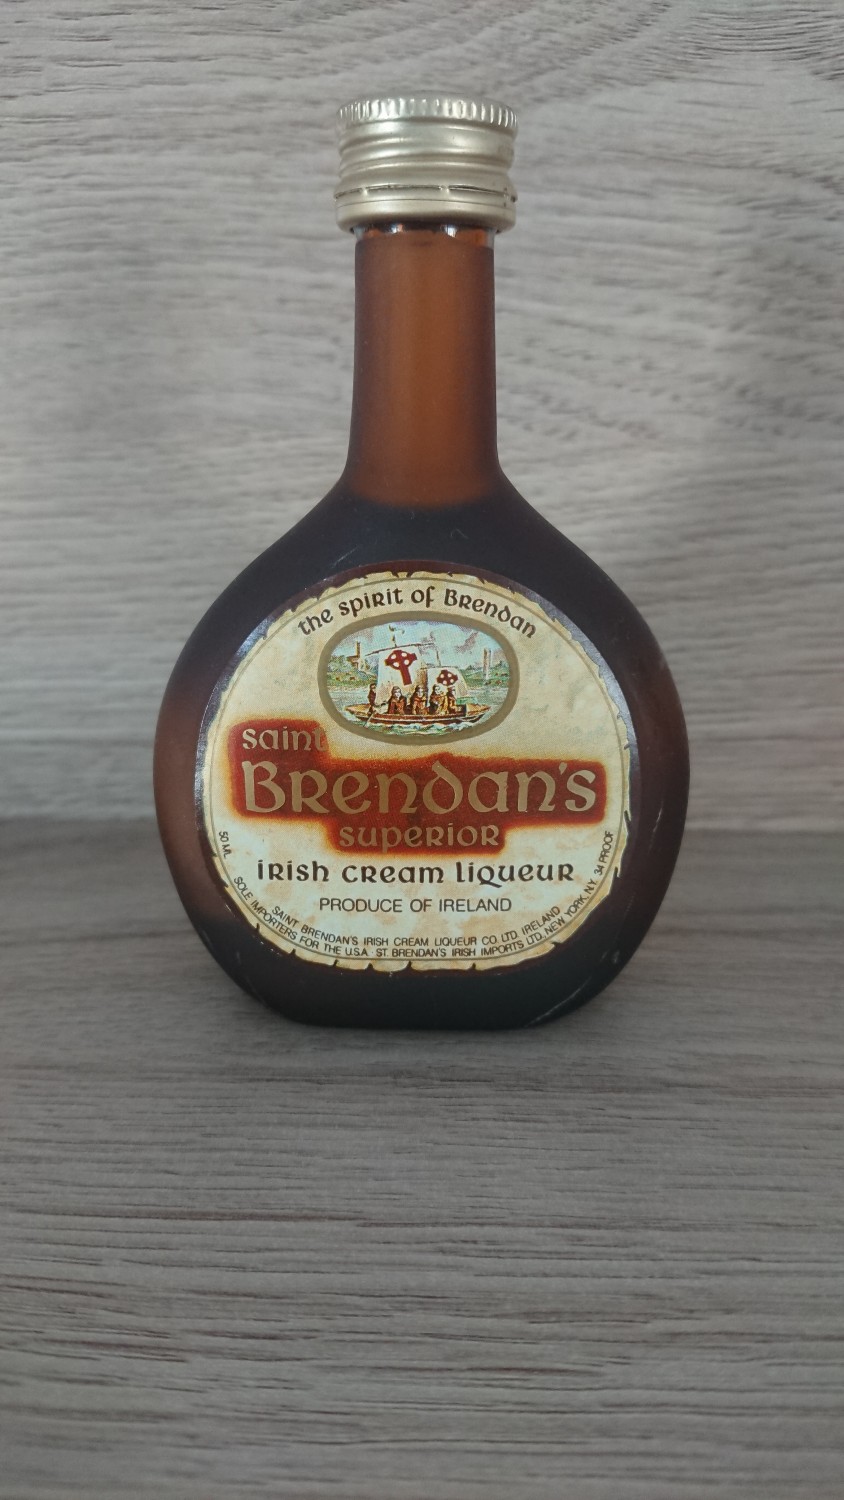 the spirit of Brendan
saint
Brendan's
superior
irish cream liqueur
PRODUCE OF IRELAND
50 ML
34 PROOF
SAINT BRENDAN'S IRISH CREAM LIQUEUR CO LTD IRELAND
SOLE IMPORTERS FOR THE U.S.A. ST. BRENDAN'S IRISH IMPORTS LTD, NEW YORK N.Y.